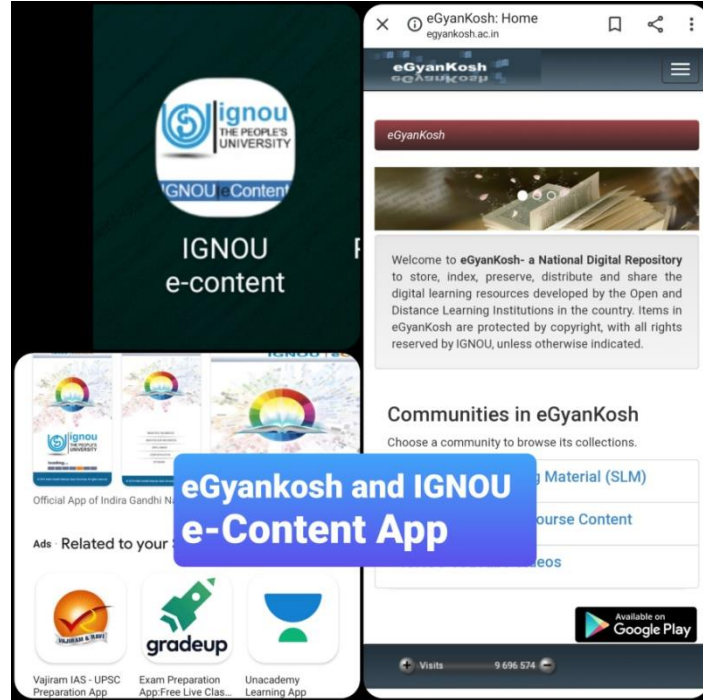 ignou
THE PEOPLE'S
UNIVERSITY
IGNOU eContent
IGNOU
e-content
eGyanKosh: Home
egyankosh.ac.in
eGyanKosh
eGyanKosh
Welcome to eGyanKosh- a National Digital Repository
to store, index, preserve, distribute and share the
digital learning resources developed by the Open and
Distance Learning Institutions in the country. Items in
eGyanKosh are protected by copyright, with all rights
reserved by IGNOU, unless otherwise indicated.
Communities in eGyanKosh
Choose a community to browse its collections.
Material (SLM)
ourse Content
eos
Available on
Google Play
Visits 9 696 574
ignou
Official App of Indira Gandhi Na
Ads · Related to your
eGyankosh and IGNOU
e-Content App
VAJIRAM & RAVI
gradeup
Vajiram IAS - UPSC
Preparation App
Exam Preparation
App:Free Live Clas...
Unacademy
Learning App